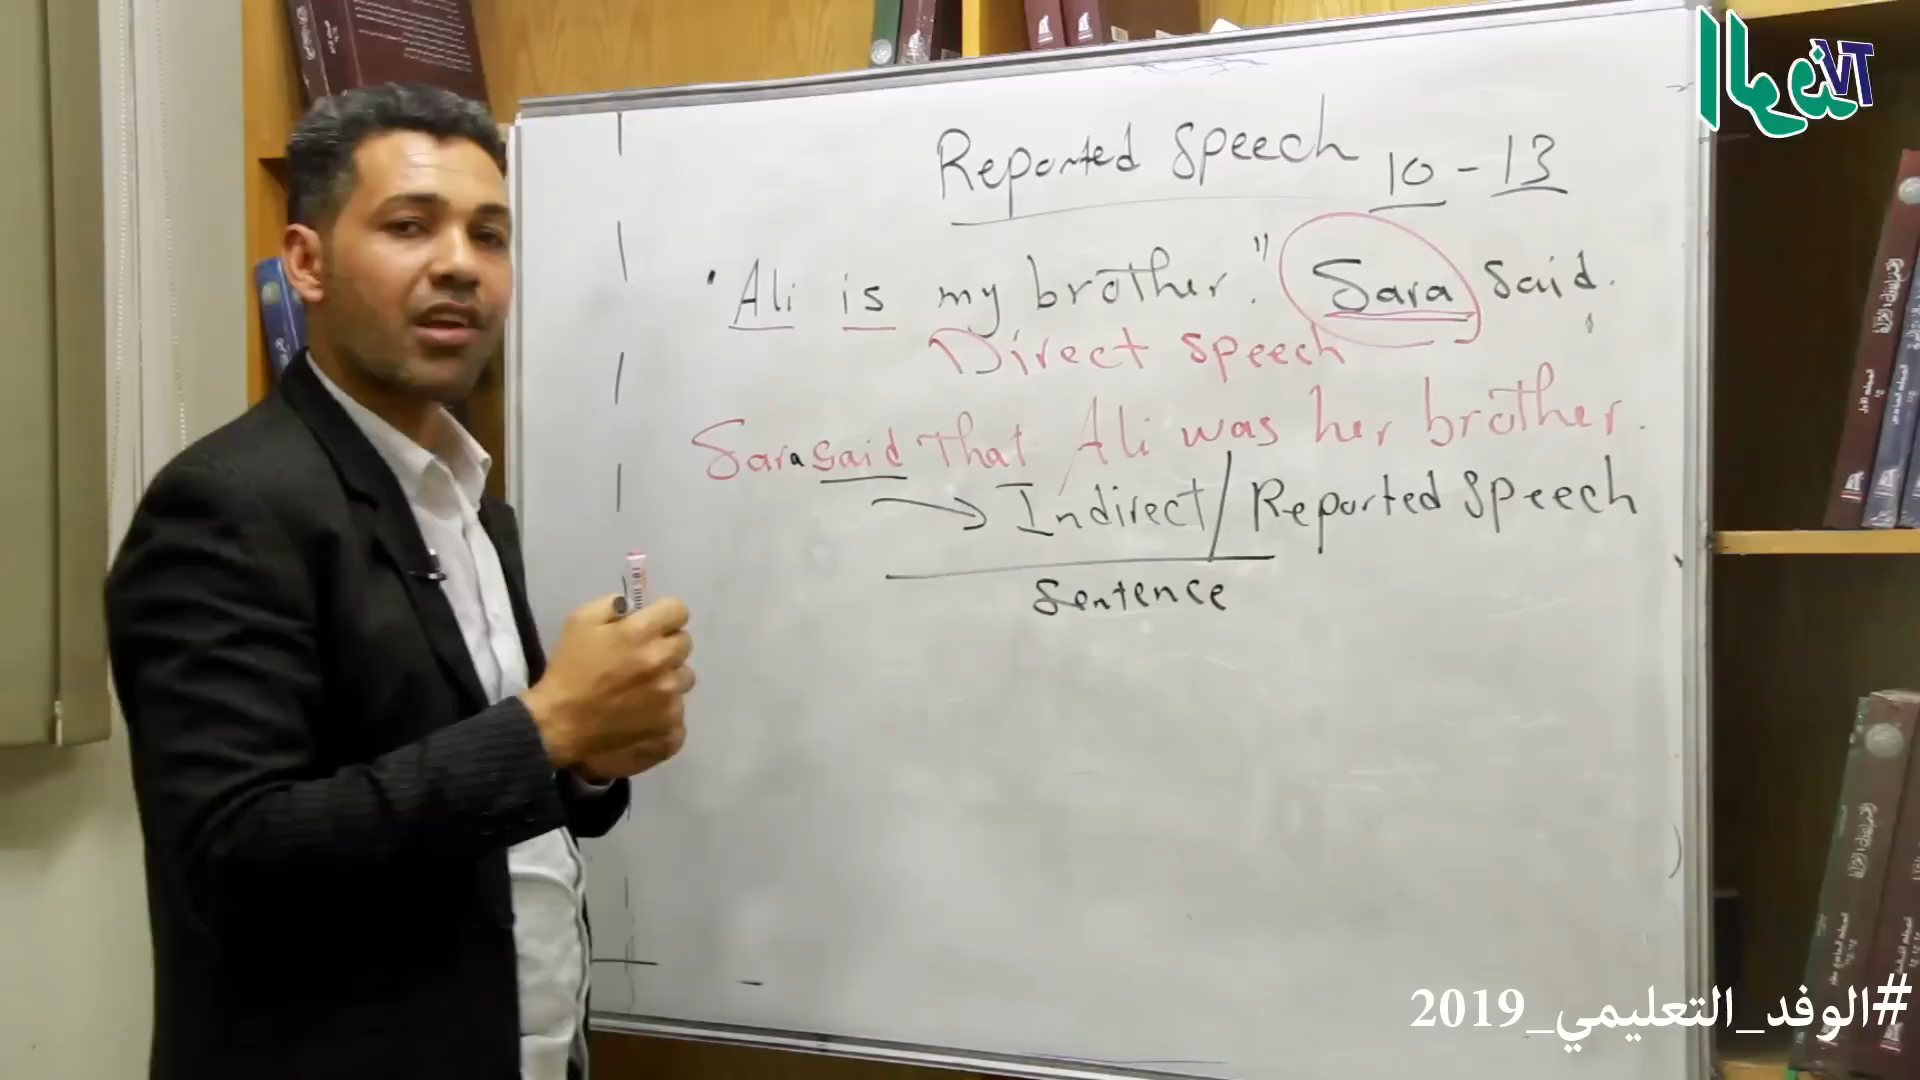 Reported Speech 10 - 13
"Ali is my brother." Sara said.
Direct speech
Sara said That Ali was her brother.
→ Indirect/Reported Speech
Sentence
#الوفد_التعليمي_2019